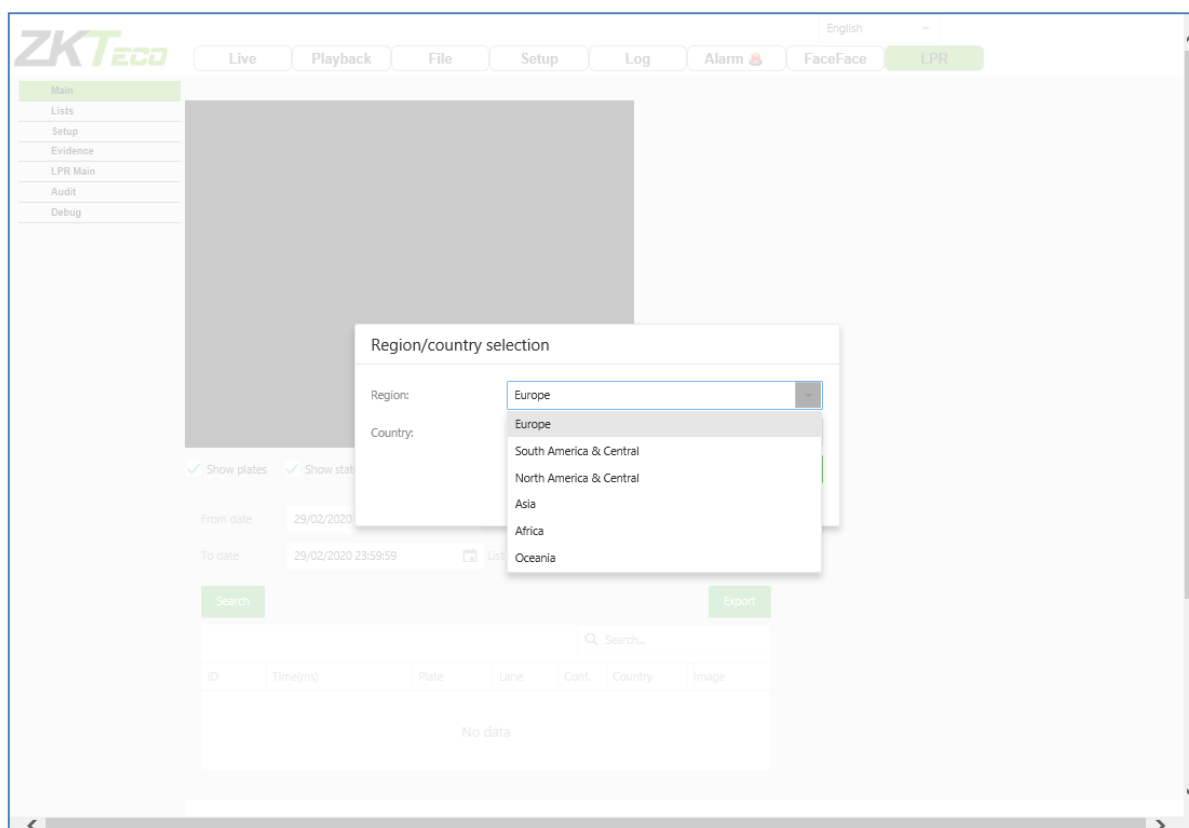 English
ZKTECO
Live Playback File Setup Log Alarm FaceFace LPR
Main
Lists
Setup
Evidence
LPR Main
Audit
Debug
Region/country selection
Region: Europe
Country:
Europe
South America & Central
North America & Central
Asia
Africa
Oceania
Show plates Show stat
From date 29/02/2020
To date 29/02/2020 23:59:59 List
Search Export
Search...
ID Time(ms) Plate Lane Conf. Country Image
No data